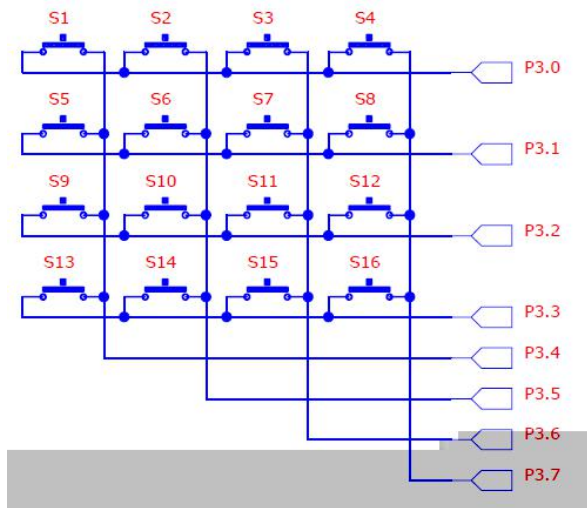 S1 S2 S3 S4
P3.0
S5 S6 S7 S8
P3.1
S9 S10 S11 S12
P3.2
S13 S14 S15 S16
P3.3
P3.4
P3.5
P3.6
P3.7